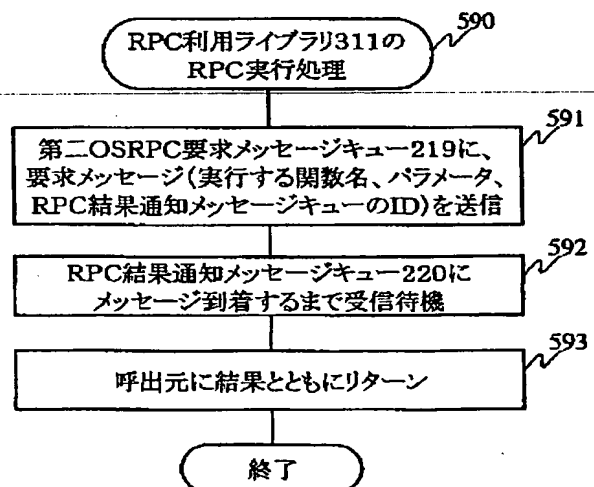 RPC利用ライブラリ311の
RPC実行処理
590
第二OSRPC要求メッセージキュー219に、
要求メッセージ(実行する関数名、パラメータ、
RPC結果通知メッセージキューのID)を送信
591
RPC結果通知メッセージキュー220に
メッセージ到着するまで受信待機
592
呼出元に結果とともにリターン
593
終了